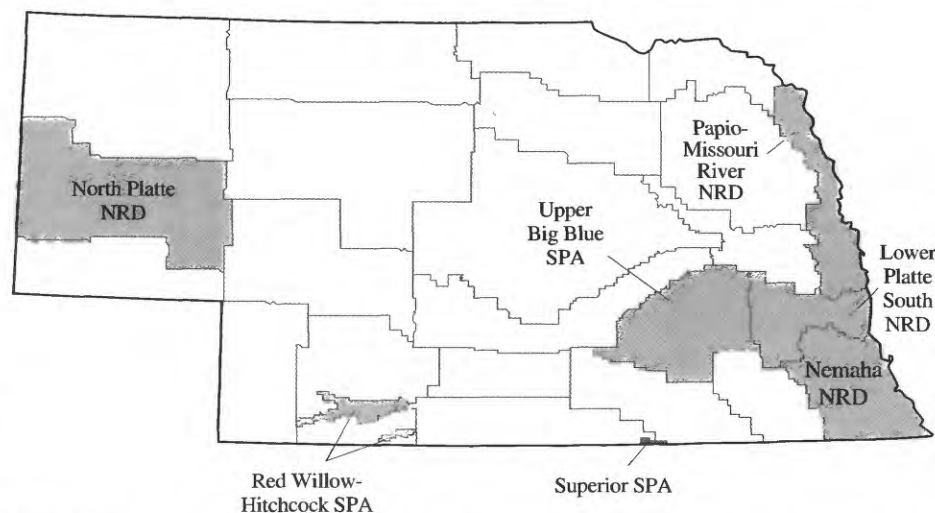 Papio-
Missouri
River
NRD
North Platte
NRD
Upper
Big Blue
SPA
Lower
Platte
South
NRD
Nemaha
NRD
Red Willow-
Hitchcock SPA
Superior SPA